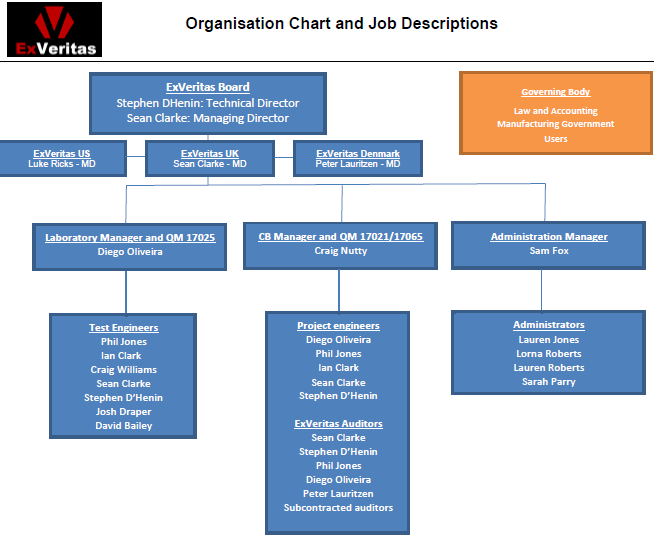 ExVeritas
Organisation Chart and Job Descriptions
ExVeritas Board
Stephen DHenin: Technical Director
Sean Clarke: Managing Director
Governing Body
Law and Accounting
Manufacturing Government
Users
ExVeritas US
Luke Ricks - MD
ExVeritas UK
Sean Clarke - MD
ExVeritas Denmark
Peter Lauritzen - MD
Laboratory Manager and QM 17025
Diego Oliveira
CB Manager and QM 17021/17065
Craig Nutty
Administration Manager
Sam Fox
Test Engineers
Phil Jones
Ian Clark
Craig Williams
Sean Clarke
Stephen D'Henin
Josh Draper
David Bailey
Project engineers
Diego Oliveira
Phil Jones
Ian Clark
Sean Clarke
Stephen D'Henin
ExVeritas Auditors
Sean Clarke
Stephen D'Henin
Phil Jones
Diego Oliveira
Peter Lauritzen
Subcontracted auditors
Administrators
Lauren Jones
Lorna Roberts
Lauren Roberts
Sarah Parry